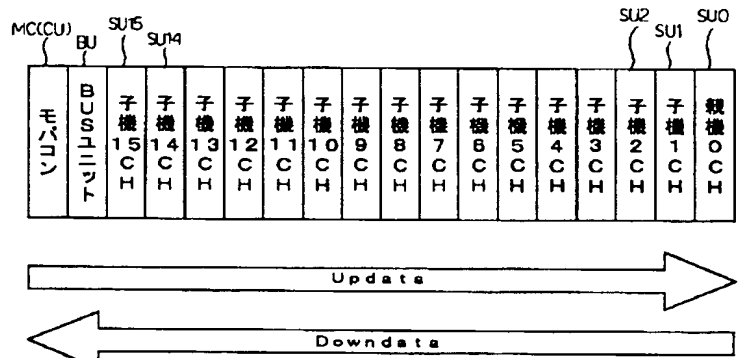 MC(CU)
BU
SU15
SU14
SU2
SU1
SU0
モバコン
BUSユニット
子機15CH
子機14CH
子機13CH
子機12CH
子機11CH
子機10CH
子機9CH
子機8CH
子機7CH
子機6CH
子機5CH
子機4CH
子機3CH
子機2CH
子機1CH
親機0CH
Updata
Downdata